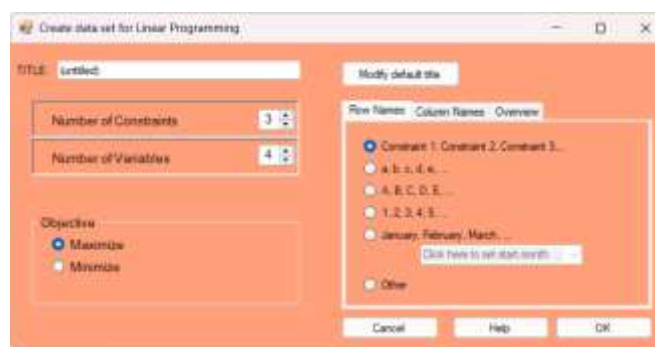 Create data set for Linear Programming
TITLE: (untitled)
Modify default title
Number of Constraints 3
Number of Variables 4
Row Names Column Names Overview
Constraint 1, Constraint 2, Constraint 3...
a, b, c, d, e, ...
A, B, C, D, E, ...
1, 2, 3, 4, 5, ...
January, February, March, ...
Click here to set start month
Other
Objective
Maximize
Minimize
Cancel Help OK